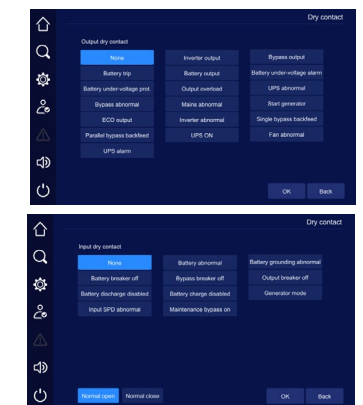 Dry contact
Output dry contact
None Inverter output Bypass output
Battery trip Battery output Battery under-voltage alarm
Battery under-voltage prot. Output overload UPS abnormal
Bypass abnormal Mains abnormal Start generator
ECO output Inverter abnormal Single bypass backfeed
Parallel bypass backfeed UPS ON Fan abnormal
UPS alarm
OK Back
Dry contact
Input dry contact
None Battery abnormal Battery grounding abnormal
Battery breaker off Bypass breaker off Output breaker off
Battery discharge disabled Battery charge disabled Generator mode
Input SPD abnormal Maintenance bypass on
Normal open Normal close OK Back